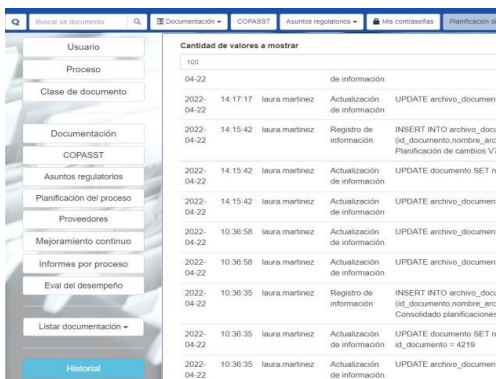 Q Buscar un documento Documentación COPASST Asuntos regulatorios Mis contraseñas Planificación de
Usuario
Proceso
Clase de documento
Documentación
COPASST
Asuntos regulatorios
Planificación del proceso
Proveedores
Mejoramiento continuo
Informes por proceso
Eval del desempeño
Listar documentación
Historial
Cantidad de valores a mostrar
100
04-22 de información
2022- 14:17:17 laura.martinez Actualización UPDATE archivo_documen
04-22 de información
2022- 14:15:42 laura.martinez Registro de INSERT INTO archivo_docu
04-22 información (id_documento,nombre_arc
Planificación de cambios V7
2022- 14:15:42 laura.martinez Actualización UPDATE documento SET n
04-22 de información
2022- 14:15:42 laura.martinez Actualización UPDATE archivo_documen
04-22 de información
2022- 10:36:58 laura.martinez Actualización UPDATE archivo_documen
04-22 de información
2022- 10:36:58 laura.martinez Actualización UPDATE archivo_documen
04-22 de información
2022- 10:36:35 laura.martinez Registro de INSERT INTO archivo_docu
04-22 información (id_documento,nombre_arc
Consolidado planificaciones
2022- 10:36:35 laura.martinez Actualización UPDATE documento SET n
04-22 de información id_documento = 4219
2022- 10:36:35 laura.martinez Actualización UPDATE archivo_documen
04-22 de información